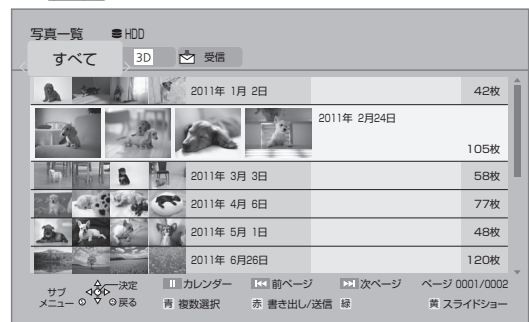 写真一覧 HDD
すべて 3D 受信
2011年 1月 2日 42枚
2011年 2月24日
105枚
2011年 3月 3日 58枚
2011年 4月 6日 77枚
2011年 5月 1日 48枚
2011年 6月26日 120枚
サブメニュー S 決定 戻る カレンダー 前ページ 次ページ ページ 0001/0002
青 複数選択 赤 書き出し/送信 緑 黄 スライドショー